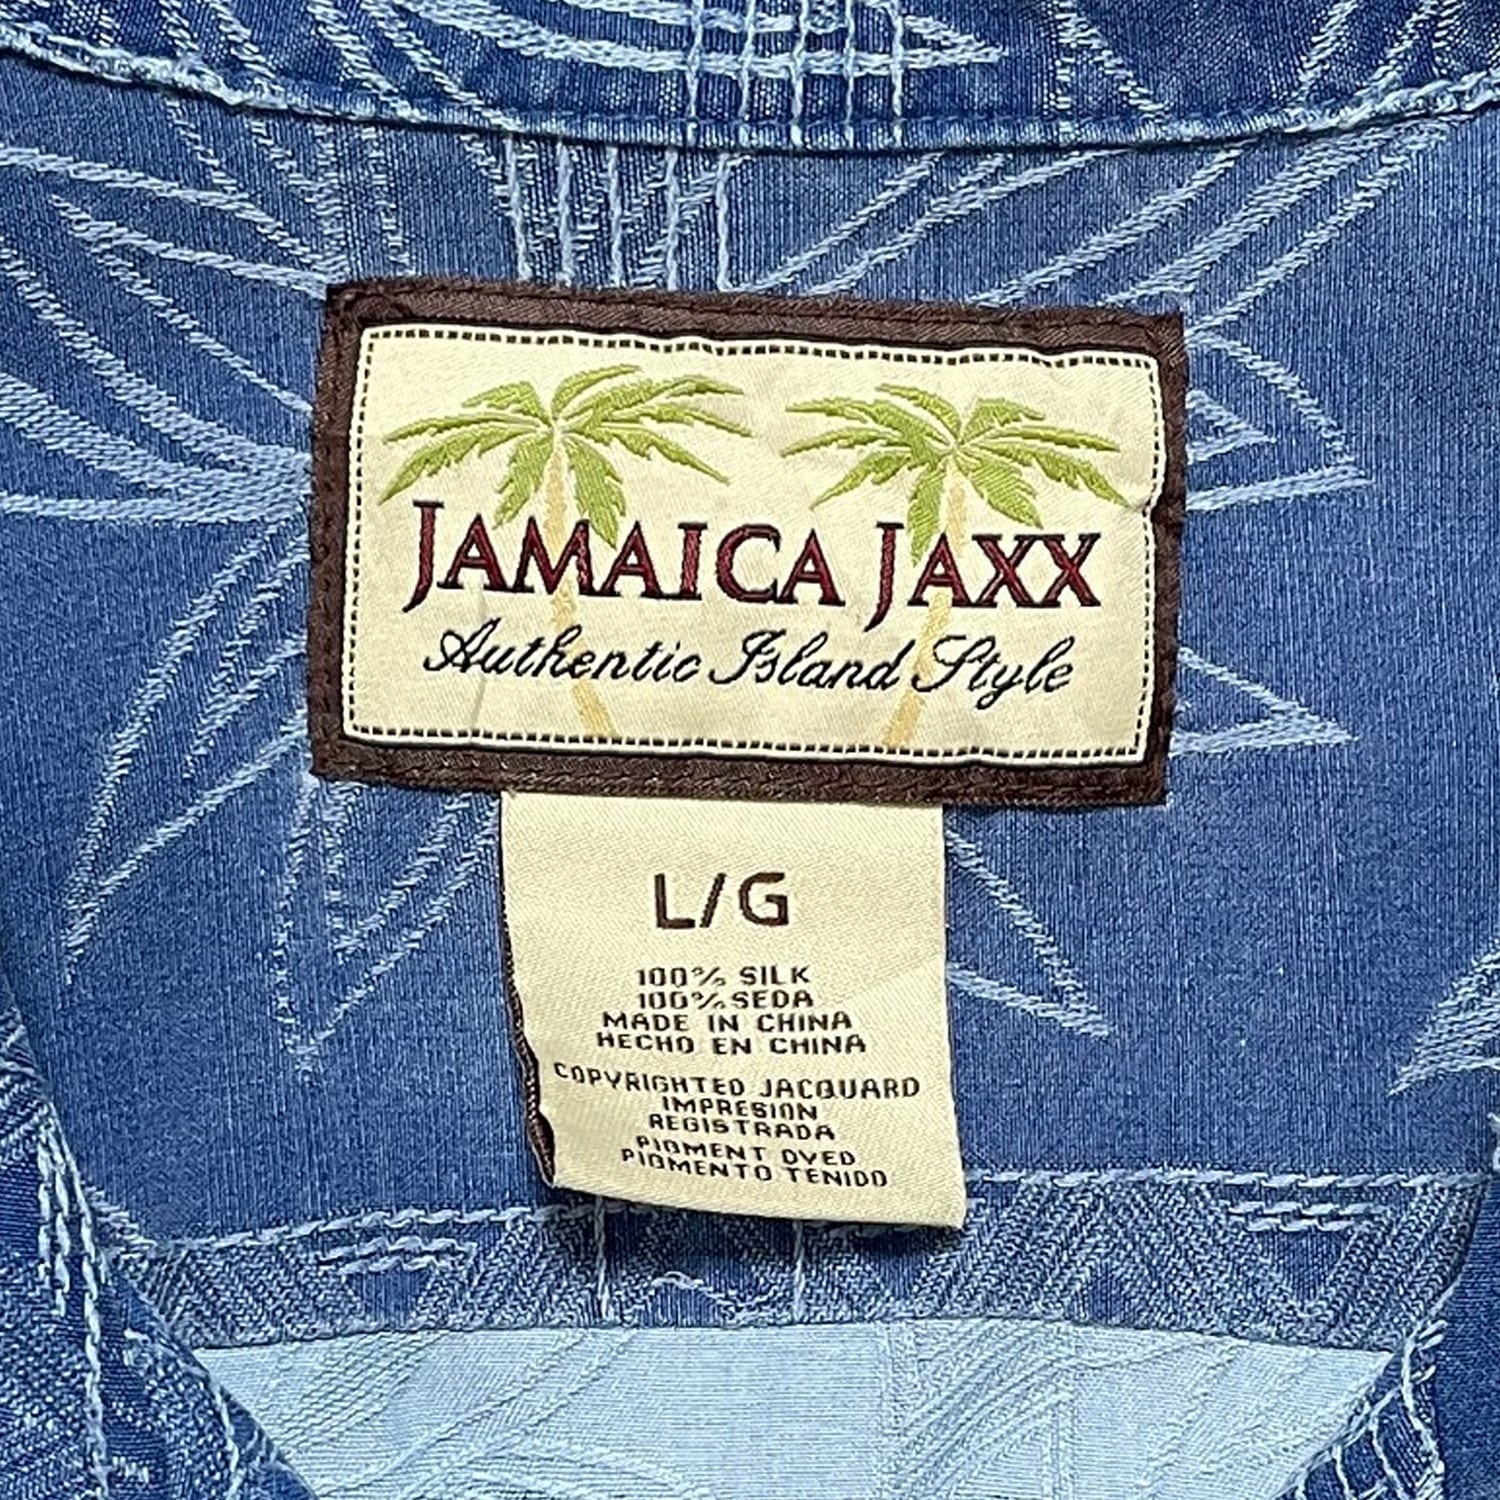 JAMAICA JAXX
Authentic Island Style
L/G
100% SILK
100% SEDA
MADE IN CHINA
HECHO EN CHINA
COPYRIGHTED JACQUARD
IMPRESION
REGISTRADA
PIGMENT DYED
PIGMENTO TENIDO